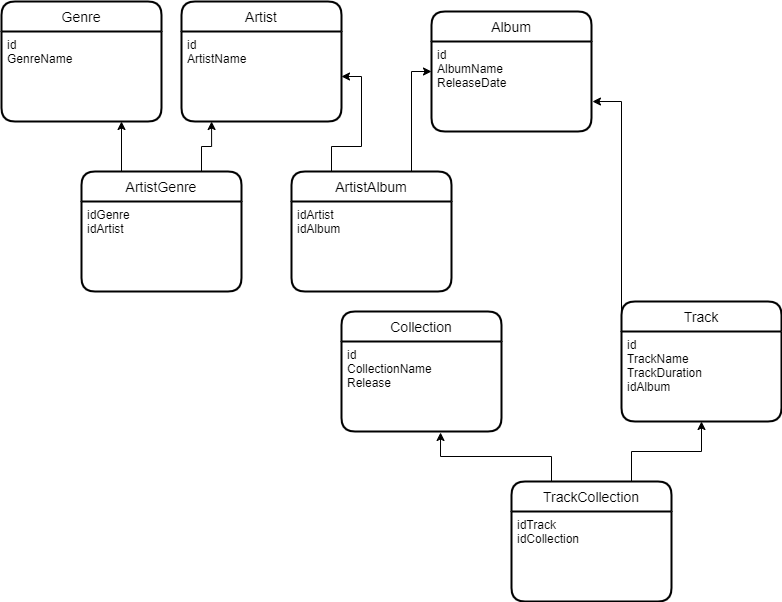 Genre
id
GenreName
Artist
id
ArtistName
Album
id
AlbumName
ReleaseDate
ArtistGenre
idGenre
idArtist
ArtistAlbum
idArtist
idAlbum
Collection
id
CollectionName
Release
Track
id
TrackName
TrackDuration
idAlbum
TrackCollection
idTrack
idCollection